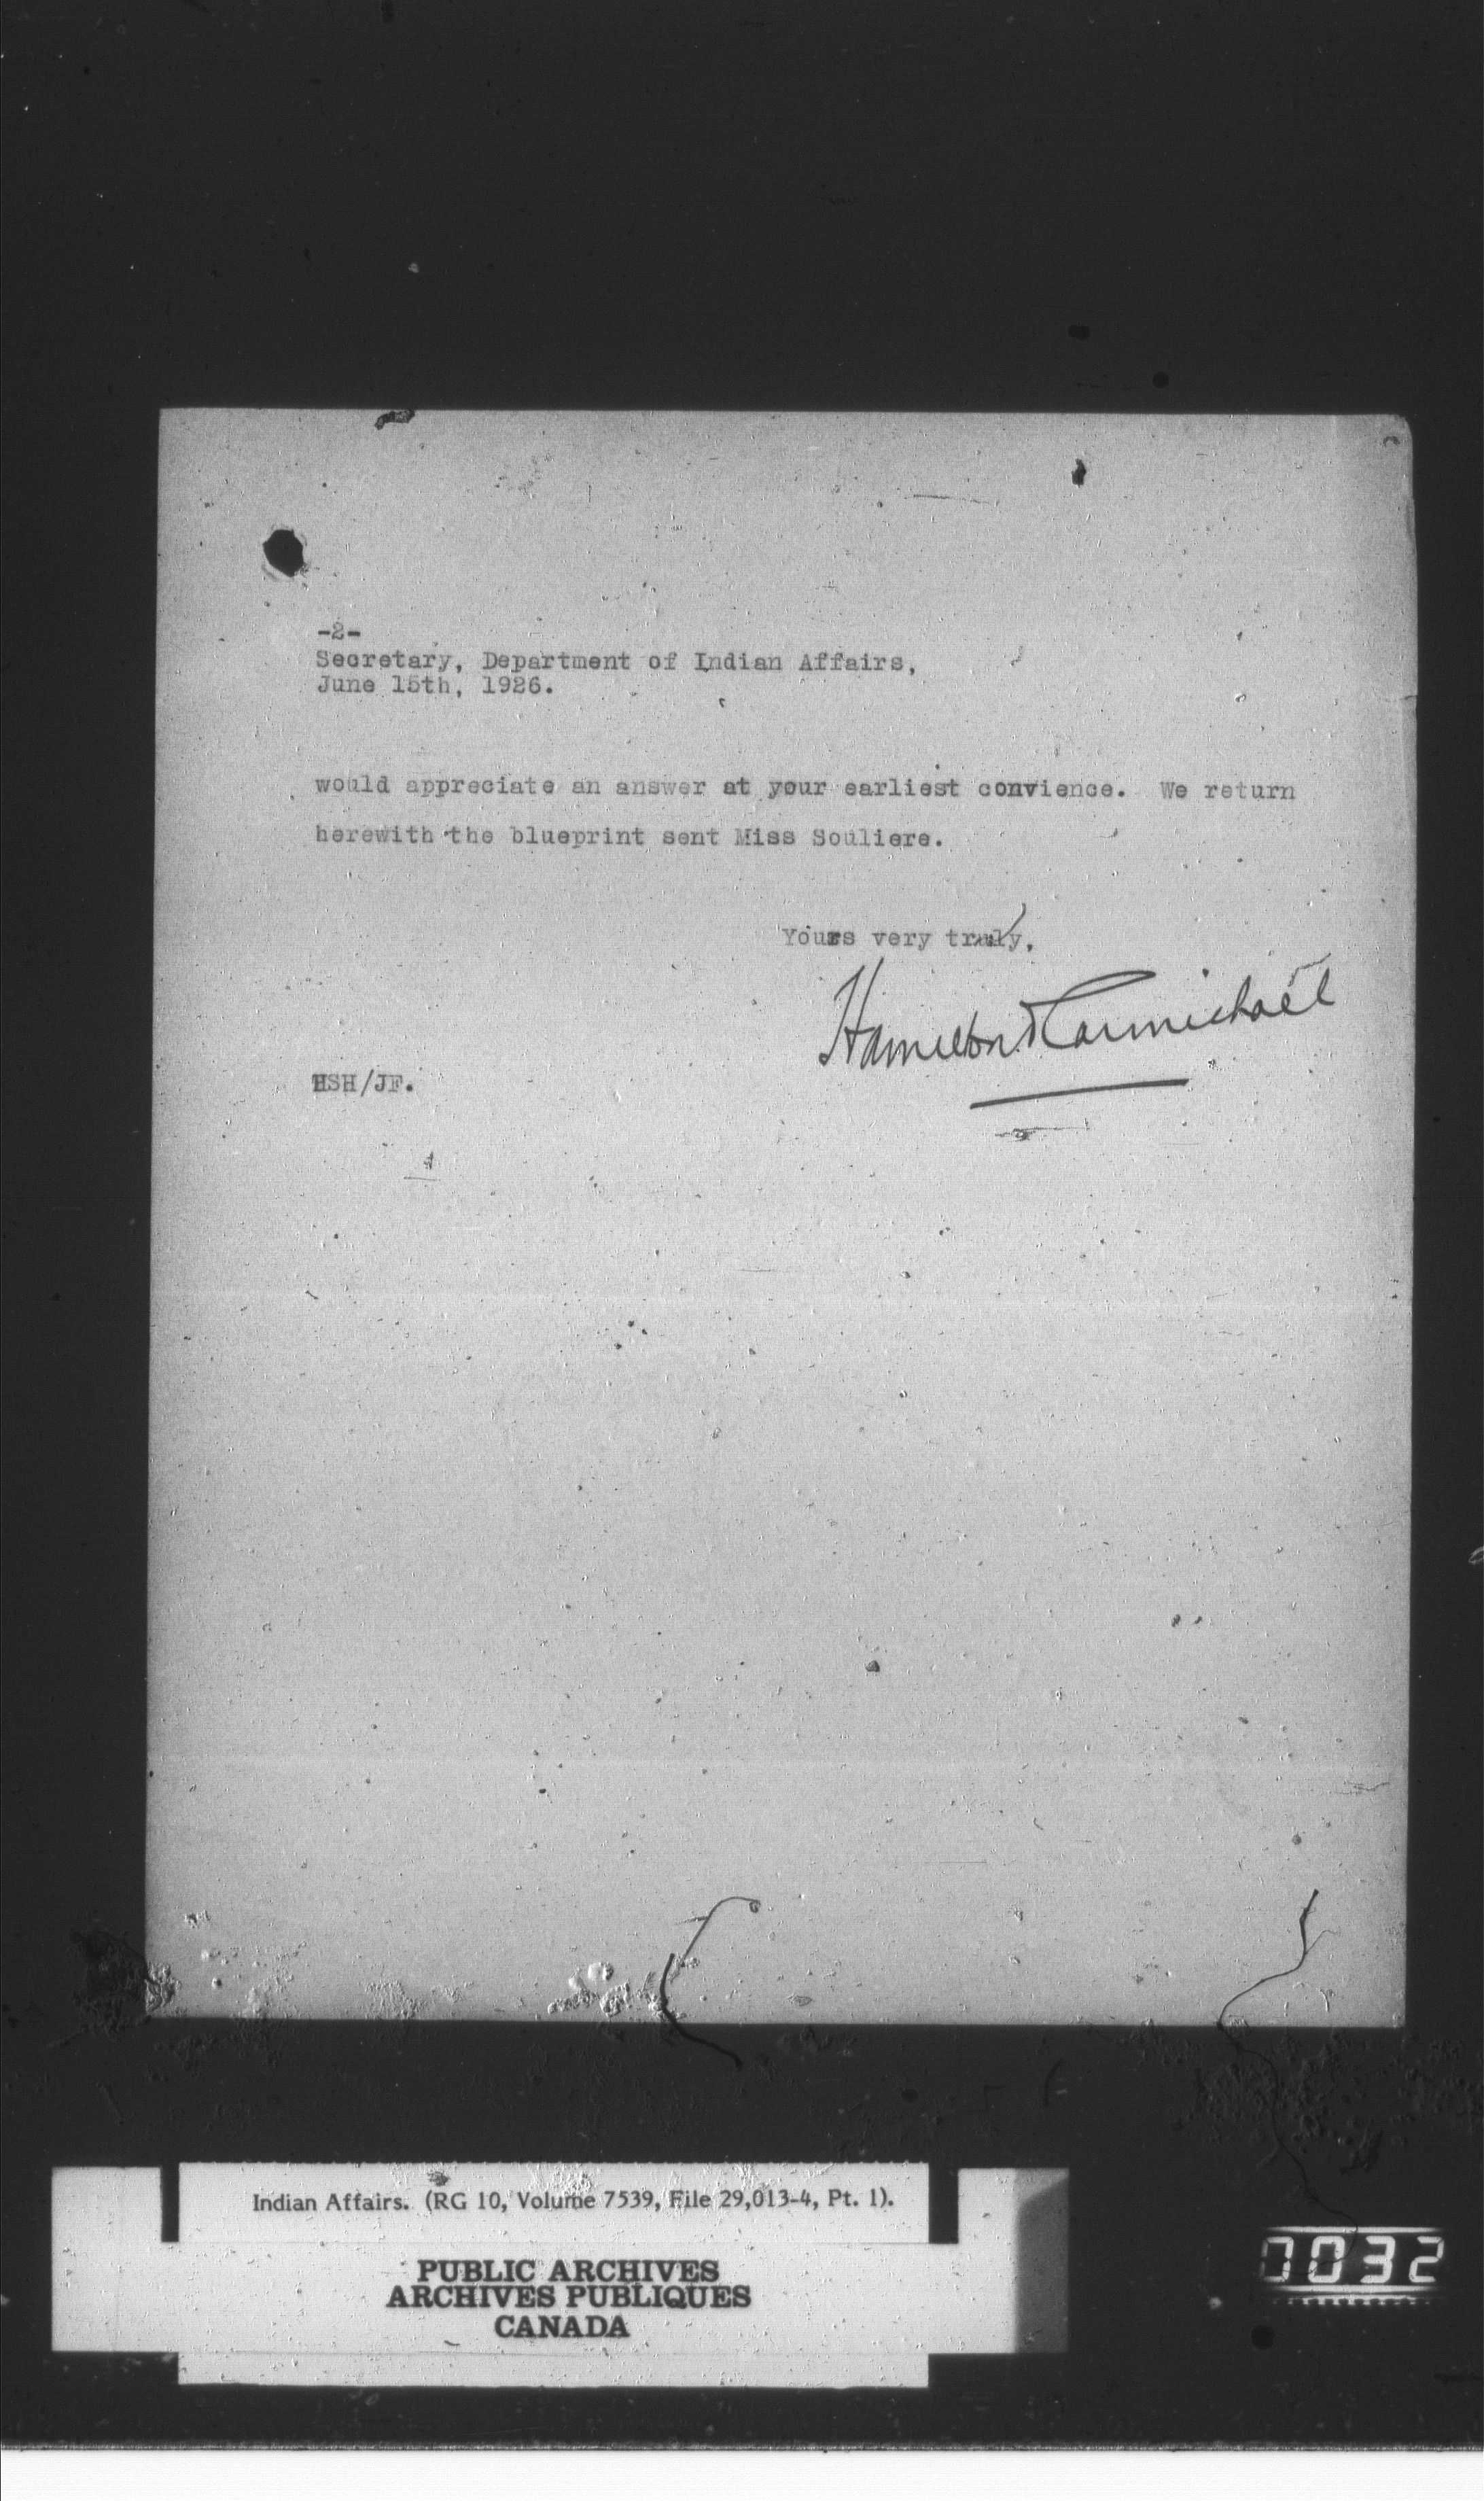 -2-
Secretary, Department of Indian Affairs,
June 15th, 1926.
would appreciate an answer at your earliest convience. We return
herewith the blueprint sent Miss Souliere.
Yours very truly,
Hamilton & Carmichael
HSH/JF.
Indian Affairs. (RG 10, Volume 7539, File 29,013-4, Pt. 1).
PUBLIC ARCHIVES
ARCHIVES PUBLIQUES
CANADA
0032